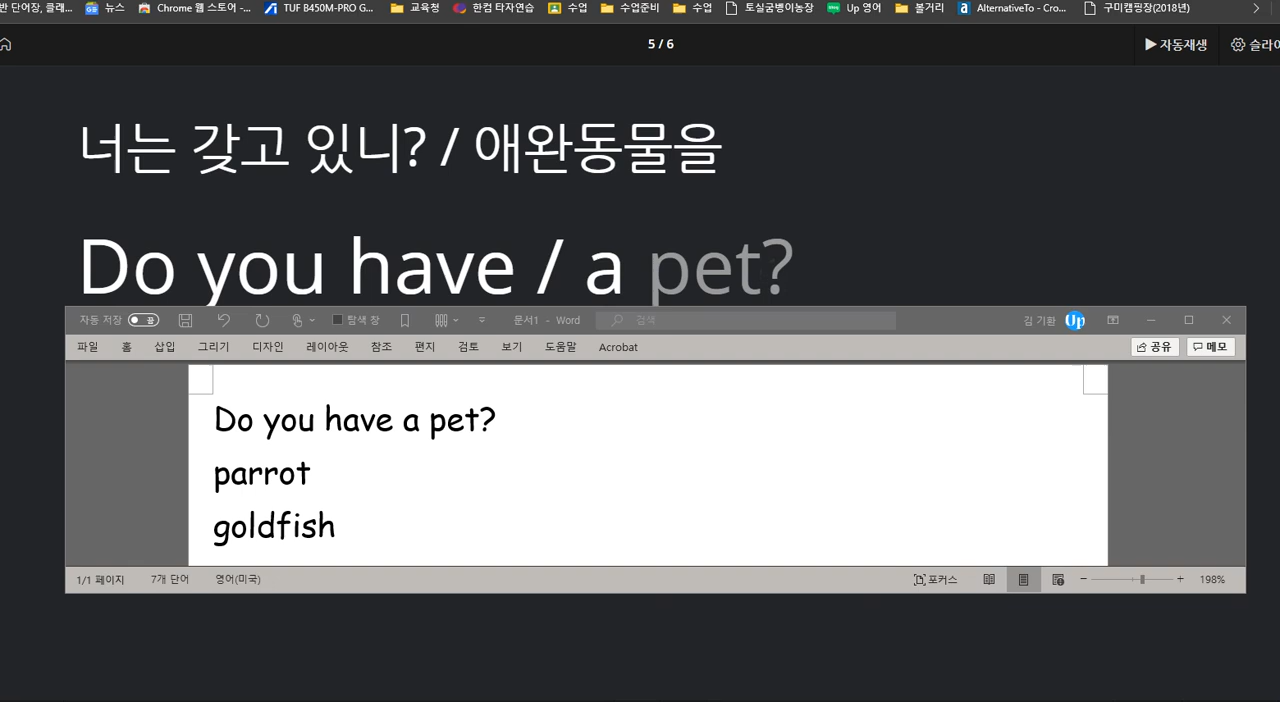 반 단어장, 클래... 뉴스 Chrome 웹 스토어 -... TUF B450M-PRO G... 교육청 한컴 타자연습 수업 수업준비 수업 토실궁뱅이농장 Up 영어 볼거리 AlternativeTo - Cro... 구미캠핑장(2018년)
5 / 6 자동재생 슬라이
너는 갖고 있니? / 애완동물을
Do you have / a pet?
자동 저장 끔 탐색 창 문서1 - Word 검색 김 기환 Up
파일 홈 삽입 그리기 디자인 레이아웃 참조 편지 검토 보기 도움말 Acrobat 공유 메모
Do you have a pet?
parrot
goldfish
1/1 페이지 7개 단어 영어(미국) 포커스 198%